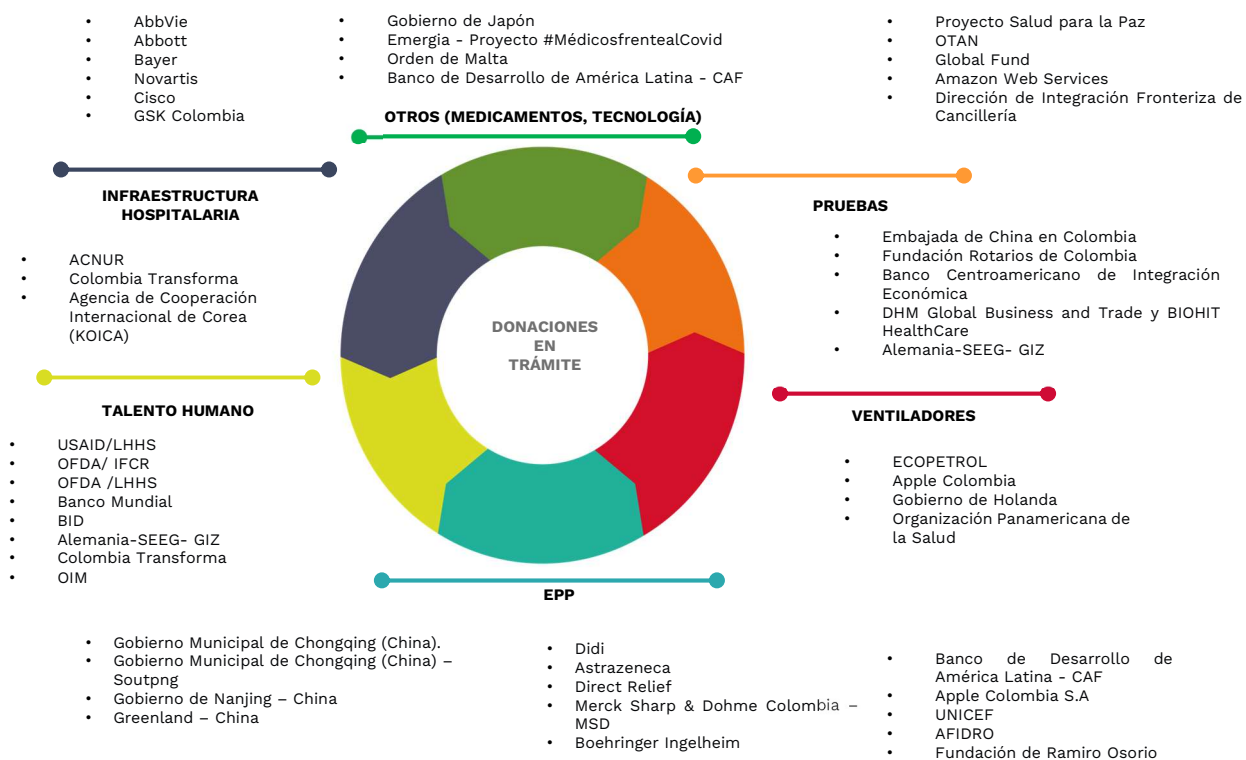 • AbbVie
• Abbott
• Bayer
• Novartis
• Cisco
• GSK Colombia
• Gobierno de Japón
• Emergia - Proyecto #MédicosfrentealCovid
• Orden de Malta
• Banco de Desarrollo de América Latina - CAF
OTROS (MEDICAMENTOS, TECNOLOGÍA)
• Proyecto Salud para la Paz
• OTAN
• Global Fund
• Amazon Web Services
• Dirección de Integración Fronteriza de
Cancillería
INFRAESTRUCTURA
HOSPITALARIA
• ACNUR
• Colombia Transforma
• Agencia de Cooperación
Internacional de Corea
(KOICA)
PRUEBAS
• Embajada de China en Colombia
• Fundación Rotarios de Colombia
• Banco Centroamericano de Integración
Económica
• DHM Global Business and Trade y BIOHIT
HealthCare
• Alemania-SEEG- GIZ
DONACIONES
EN
TRÁMITE
TALENTO HUMANO
• USAID/LHHS
• OFDA/ IFCR
• OFDA /LHHS
• Banco Mundial
• BID
• Alemania-SEEG- GIZ
• Colombia Transforma
• OIM
VENTILADORES
• ECOPETROL
• Apple Colombia
• Gobierno de Holanda
• Organización Panamericana de
la Salud
EPP
• Gobierno Municipal de Chongqing (China).
• Gobierno Municipal de Chongqing (China) –
Soutpng
• Gobierno de Nanjing – China
• Greenland – China
• Didi
• Astrazeneca
• Direct Relief
• Merck Sharp & Dohme Colombia –
MSD
• Boehringer Ingelheim
• Banco de Desarrollo de
América Latina - CAF
• Apple Colombia S.A
• UNICEF
• AFIDRO
• Fundación de Ramiro Osorio